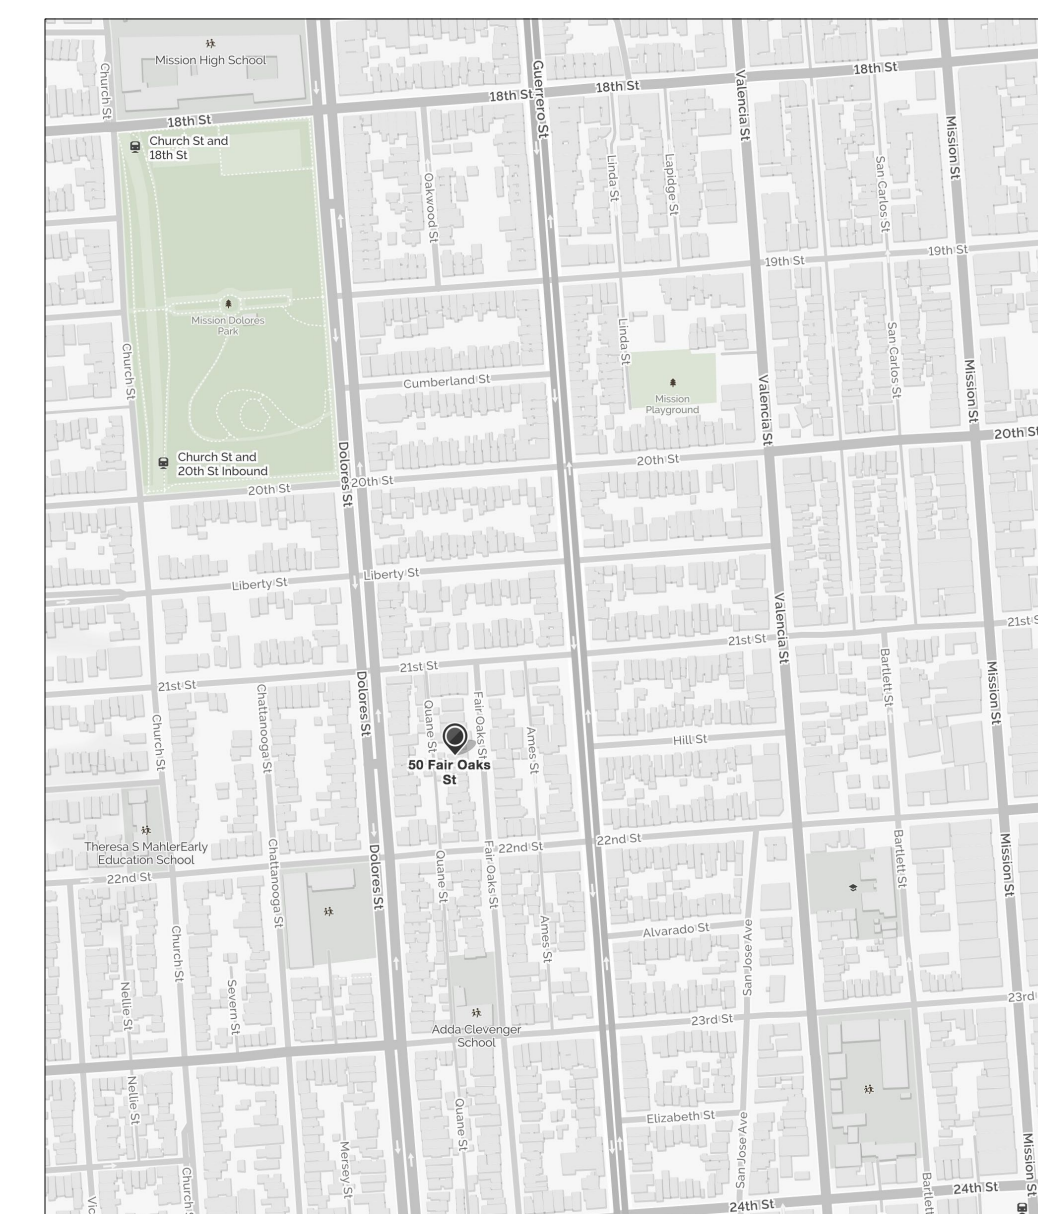 Mission High School
Church St
18th St
18th St
18th St
18th St
Guerrero St
Valencia St
Mission St
Church St and
18th St
Oakwood St
Linda St
Lapidge St
San Carlos St
19th St
19th St
Mission Dolores
Park
Linda St
San Carlos St
Church St
Cumberland St
Mission
Playground
Valencia St
Mission St
Church St and
20th St Inbound
Dolores St
20th St
20th St
20th St
20th St
Liberty St
Liberty St
Valencia St
21st St
21st St
21st St
21st S
Church St
Chattanooga St
Dolores St
Quane St
Fair Oaks St
Ames St
Hill St
Bartlett St
Mission St
50 Fair Oaks
St
Theresa S MahlerEarly
Education School
22nd St
22nd St
22nd St
Chattanooga St
Dolores St
Quane St
Fair Oaks St
Ames St
Bartlett St
Mission St
Alvarado St
San Jose Ave
Church St
Nellie St
Severn St
Adda Clevenger
School
23rd St
23rd
Nellie St
Quane St
Elizabeth St
San Jose Ave
Mersey St
Church S
Vic
Bartlett
Mission St
24th St
24th St